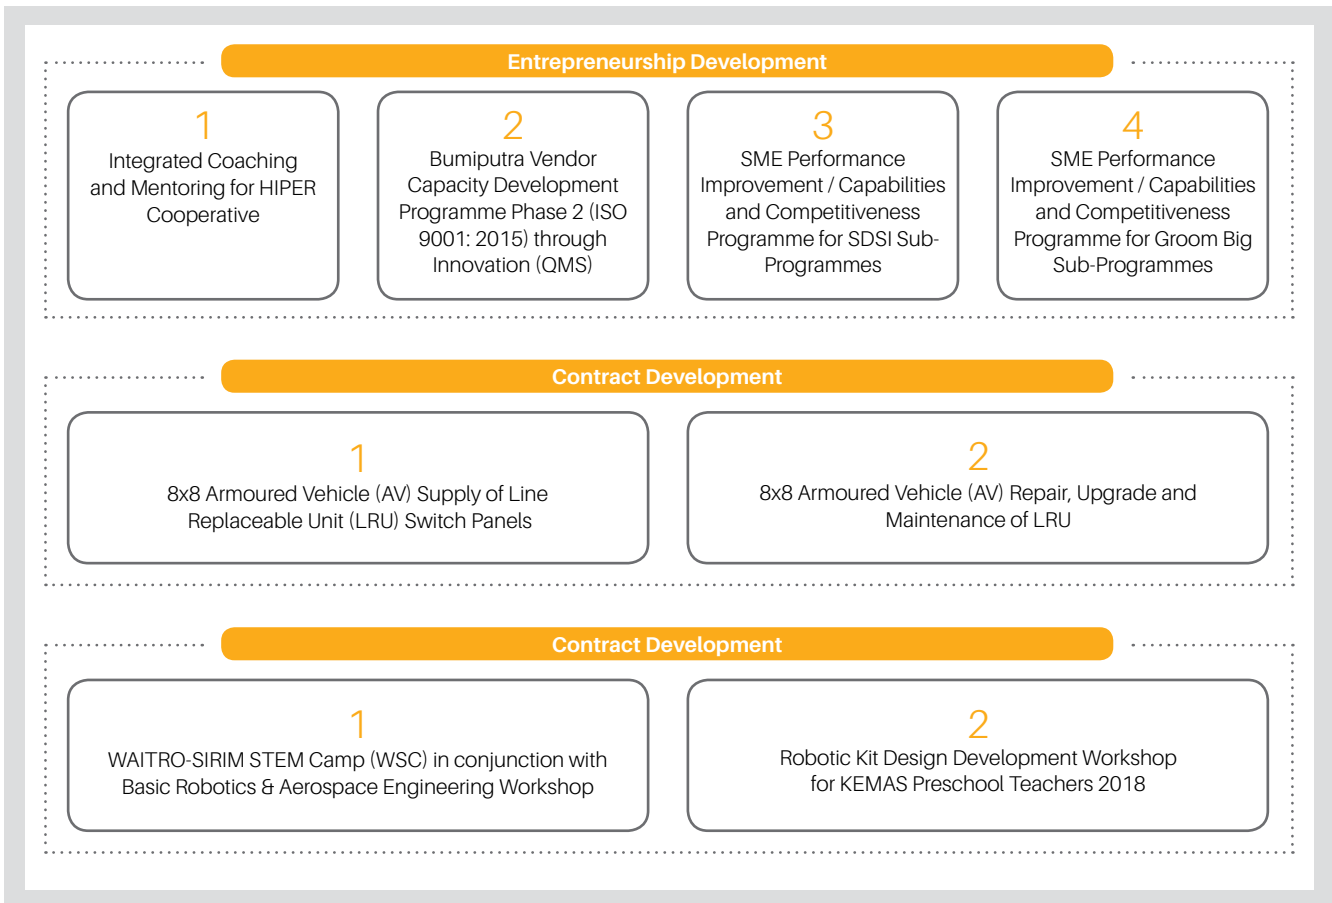 Entrepreneurship Development
1
Integrated Coaching
and Mentoring for HIPER
Cooperative
2
Bumiputra Vendor
Capacity Development
Programme Phase 2 (ISO
9001: 2015) through
Innovation (QMS)
3
SME Performance
Improvement / Capabilities
and Competitiveness
Programme for SDSI Sub-
Programmes
4
SME Performance
Improvement / Capabilities
and Competitiveness
Programme for Groom Big
Sub-Programmes
Contract Development
1
8x8 Armoured Vehicle (AV) Supply of Line
Replaceable Unit (LRU) Switch Panels
2
8x8 Armoured Vehicle (AV) Repair, Upgrade and
Maintenance of LRU
Contract Development
1
WAITRO-SIRIM STEM Camp (WSC) in conjunction with
Basic Robotics & Aerospace Engineering Workshop
2
Robotic Kit Design Development Workshop
for KEMAS Preschool Teachers 2018